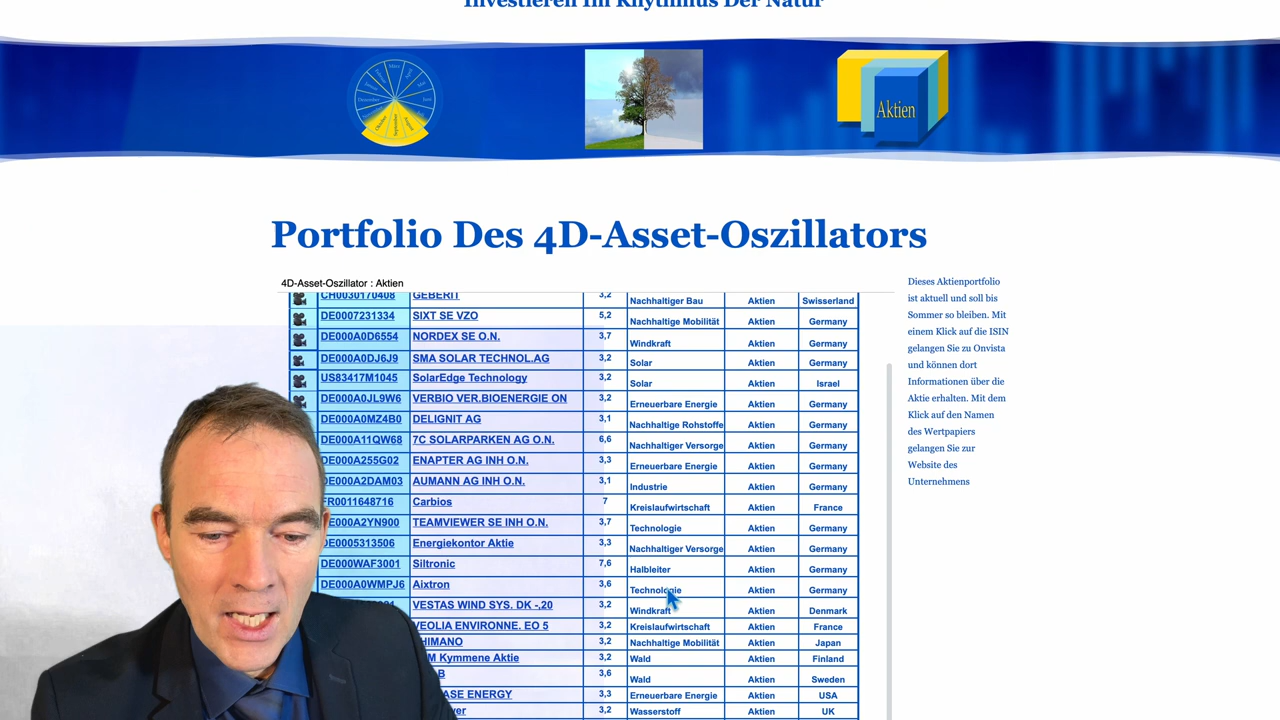 Investieren Im Rhythmus Der Natur
Aktien
Portfolio Des 4D-Asset-Oszillators
4D-Asset-Oszillator : Aktien
CH0030170408 GEBERIT 3,2 Nachhaltiger Bau Aktien Swisserland
DE0007231334 SIXT SE VZO 5,2 Nachhaltige Mobilität Aktien Germany
DE000A0D6554 NORDEX SE O.N. 3,7 Windkraft Aktien Germany
DE000A0DJ6J9 SMA SOLAR TECHNOL.AG 3,2 Solar Aktien Germany
US83417M1045 SolarEdge Technology 3,2 Solar Aktien Israel
DE000A0JL9W6 VERBIO VER.BIOENERGIE ON 3,2 Erneuerbare Energie Aktien Germany
DE000A0MZ4B0 DELIGNIT AG 3,1 Nachhaltige Rohstoffe Aktien Germany
DE000A11QW68 7C SOLARPARKEN AG O.N. 6,6 Nachhaltiger Versorge Aktien Germany
DE000A255G02 ENAPTER AG INH O.N. 3,3 Erneuerbare Energie Aktien Germany
DE000A2DAM03 AUMANN AG INH O.N. 3,1 Industrie Aktien Germany
FR0011648716 Carbios 7 Kreislaufwirtschaft Aktien France
DE000A2YN900 TEAMVIEWER SE INH O.N. 3,7 Technologie Aktien Germany
DE0005313506 Energiekontor Aktie 3,3 Nachhaltiger Versorge Aktien Germany
DE000WAF3001 Siltronic 7,6 Halbleiter Aktien Germany
DE000A0WMPJ6 Aixtron 3,6 Technologie Aktien Germany
VESTAS WIND SYS. DK -,20 3,2 Windkraft Aktien Denmark
VEOLIA ENVIRONNE. EO 5 3,2 Kreislaufwirtschaft Aktien France
HIMANO 3,2 Nachhaltige Mobilität Aktien Japan
M Kymmene Aktie 3,2 Wald Aktien Finland
B 3,6 Wald Aktien Sweden
ASE ENERGY 3,3 Erneuerbare Energie Aktien USA
er 3,2 Wasserstoff Aktien UK
Dieses Aktienportfolio
ist aktuell und soll bis
Sommer so bleiben. Mit
einem Klick auf die ISIN
gelangen Sie zu Onvista
und können dort
Informationen über die
Aktie erhalten. Mit dem
Klick auf den Namen
des Wertpapiers
gelangen Sie zur
Website des
Unternehmens